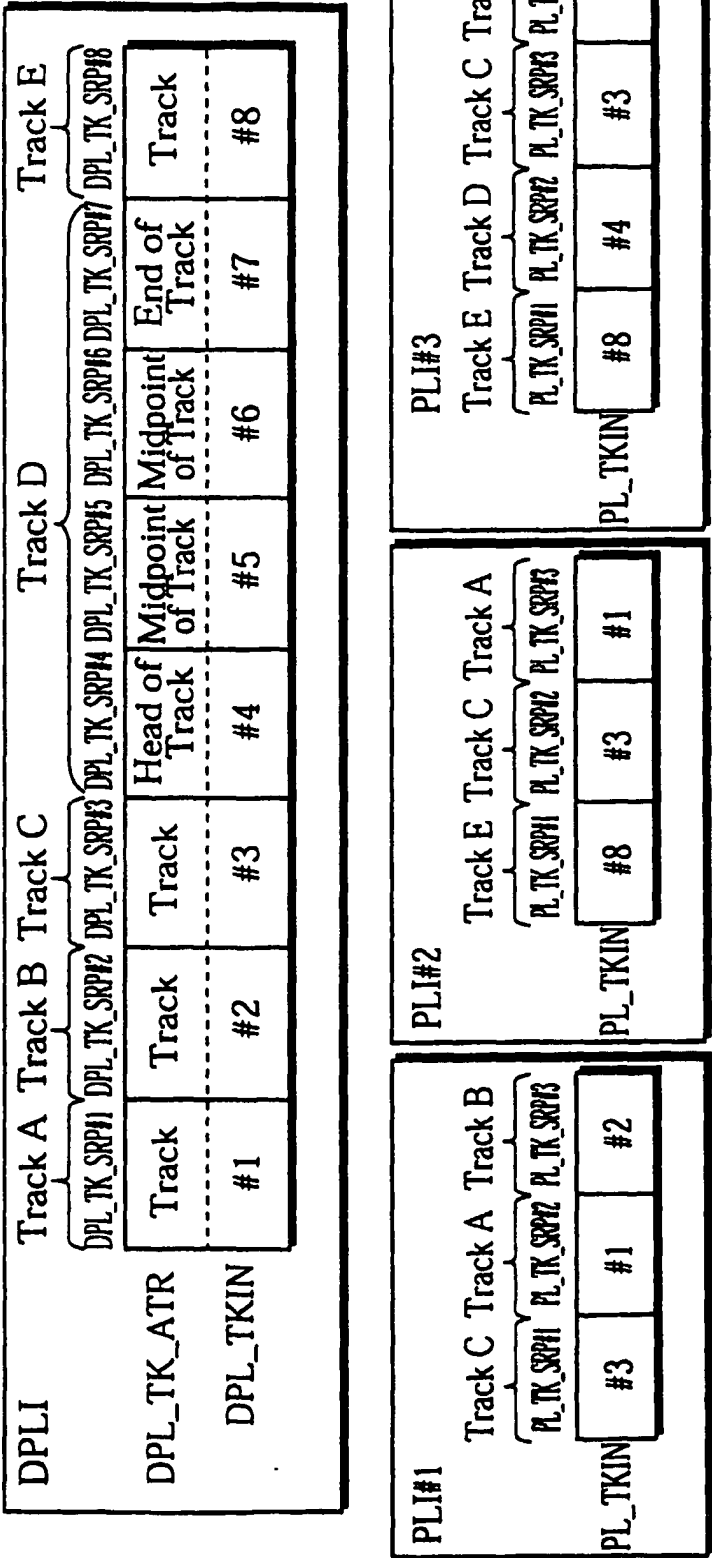 DPLI
Track A Track B Track C Track D Track E
DPL_TK_SRP#1 DPL_TK_SRP#2 DPL_TK_SRP#3 DPL_TK_SRP#4 DPL_TK_SRP#5 DPL_TK_SRP#6 DPL_TK_SRP#7 DPL_TK_SRP#8
DPL_TK_ATR Track Track Track Head of Track Midpoint of Track Midpoint of Track End of Track Track
DPL_TKIN #1 #2 #3 #4 #5 #6 #7 #8
PLI#1
Track C Track A Track B
PL_TK_SRP#1 PL_TK_SRP#2 PL_TK_SRP#3
PL_TKIN #3 #1 #2
PLI#2
Track E Track C Track A
PL_TK_SRP#1 PL_TK_SRP#2 PL_TK_SRP#3
PL_TKIN #8 #3 #1
PLI#3
Track E Track D Track C Tra
PL_TK_SRP#1 PL_TK_SRP#2 PL_TK_SRP#3 PL_T
PL_TKIN #8 #4 #3